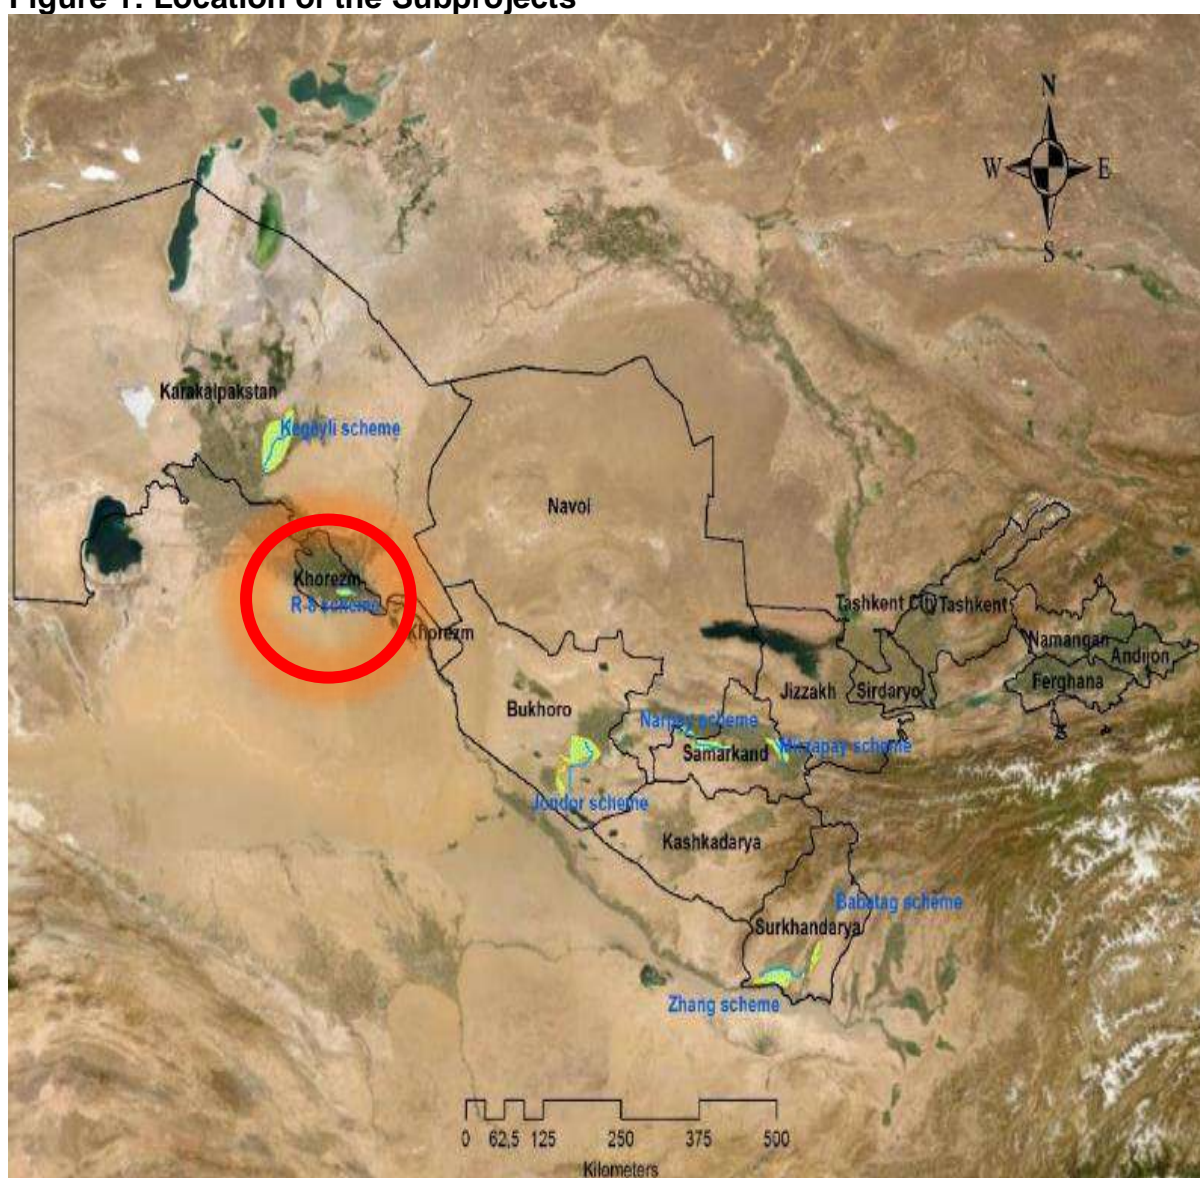 Figure 1: Location of the Subprojects
N
W E
S
Karakalpakstan
Kegeyli scheme
Navoi
Khorezm
R-8 scheme
Khorezm
Tashkent City Tashkent
Namangan
Andijon
Ferghana
Jizzakh
Sirdaryo
Bukhoro
Narpay scheme
Samarkand
Mirzapay scheme
Jondor scheme
Kashkadarya
Babatag scheme
Surkhandarya
Zhang scheme
0 62,5 125 250 375 500
Kilometers